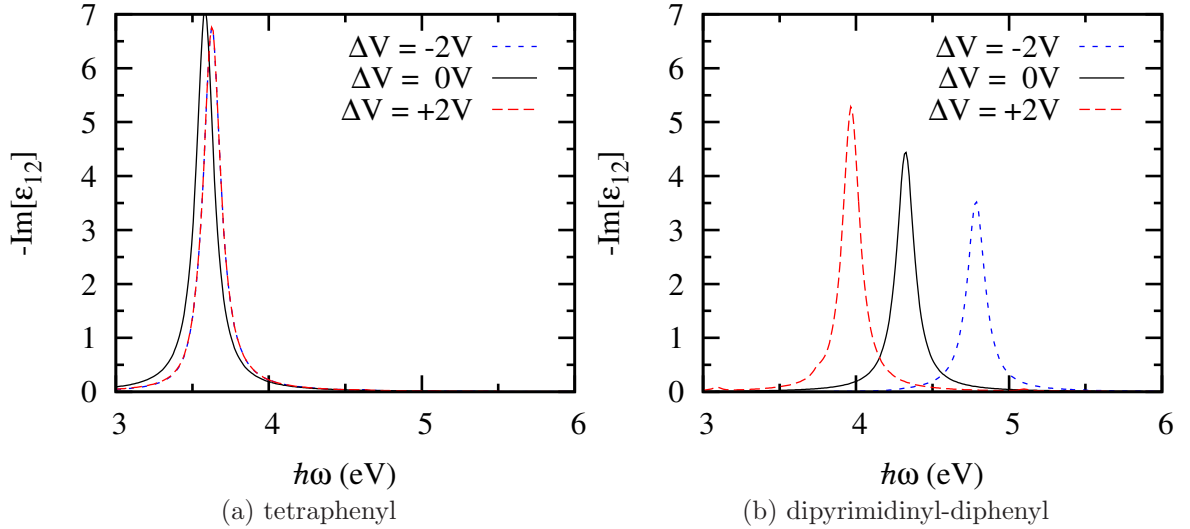 7
6
5
4
3
2
1
0
-Im[ε₁₂]
ΔV = -2V
ΔV = 0V
ΔV = +2V
3 4 5 6
ħω (eV)
(a) tetraphenyl
7
6
5
4
3
2
1
0
-Im[ε₁₂]
ΔV = -2V
ΔV = 0V
ΔV = +2V
3 4 5 6
ħω (eV)
(b) dipyrimidinyl-diphenyl